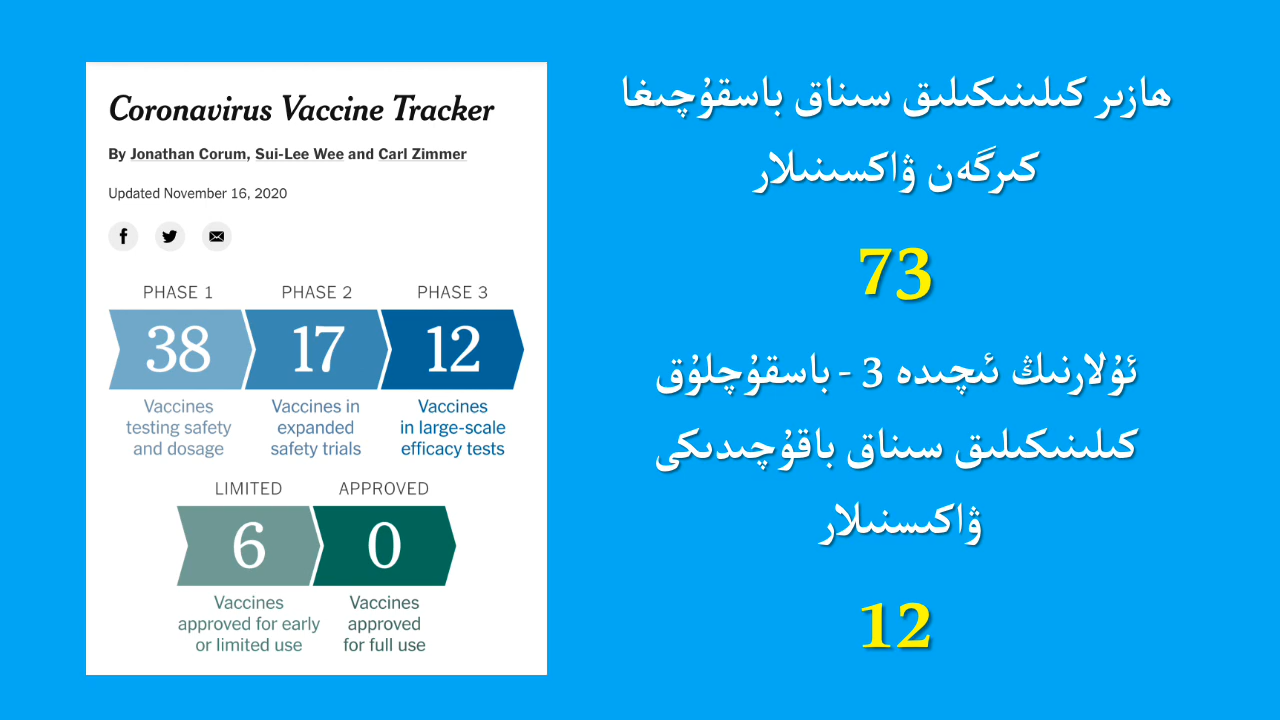 Coronavirus Vaccine Tracker
By Jonathan Corum, Sui-Lee Wee and Carl Zimmer
Updated November 16, 2020
PHASE 1
PHASE 2
PHASE 3
38
17
12
Vaccines
testing safety
and dosage
Vaccines in
expanded
safety trials
Vaccines
in large-scale
efficacy tests
LIMITED
APPROVED
6
0
Vaccines
approved for early
or limited use
Vaccines
approved
for full use
ھازىر كىلىنىكىلىق سىناق باسقۇچىغا
كىرگەن ۋاكسىنىلار
73
ئۇلارنىڭ ئىچىدە 3 - باسقۇچلۇق
كىلىنىكىلىق سىناق باقۇچىدىكى
ۋاكىسنىلار
12